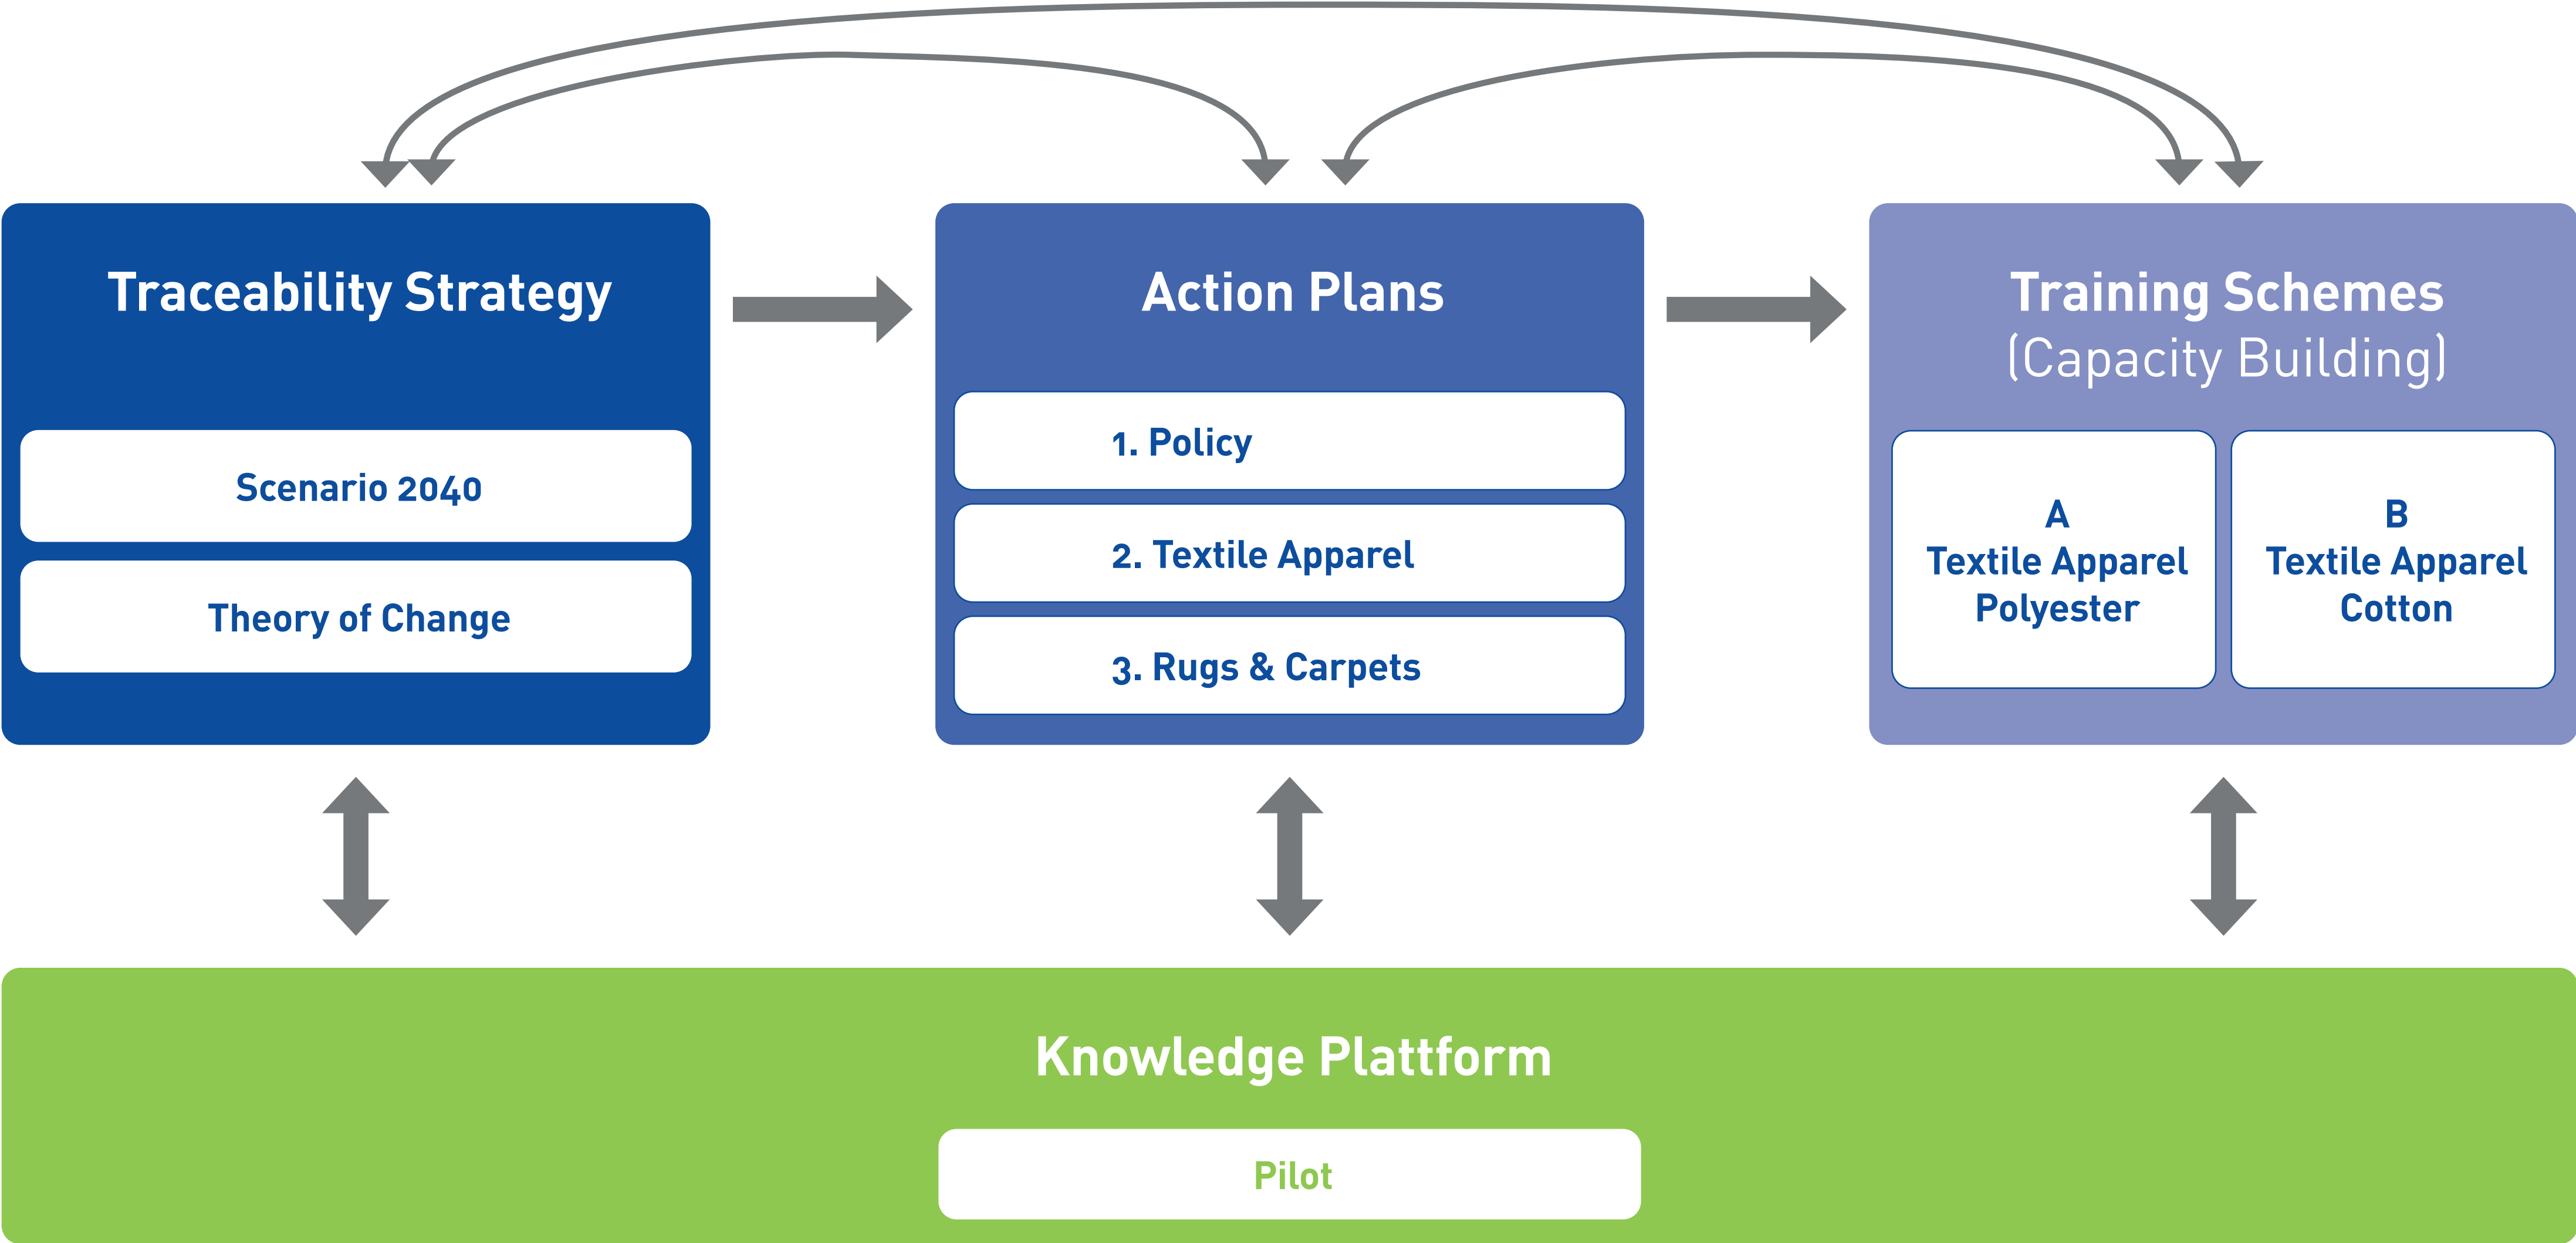 Traceability Strategy
Scenario 2040
Theory of Change
Action Plans
1. Policy
2. Textile Apparel
3. Rugs & Carpets
Training Schemes
(Capacity Building)
A
Textile Apparel
Polyester
B
Textile Apparel
Cotton
Knowledge Plattform
Pilot